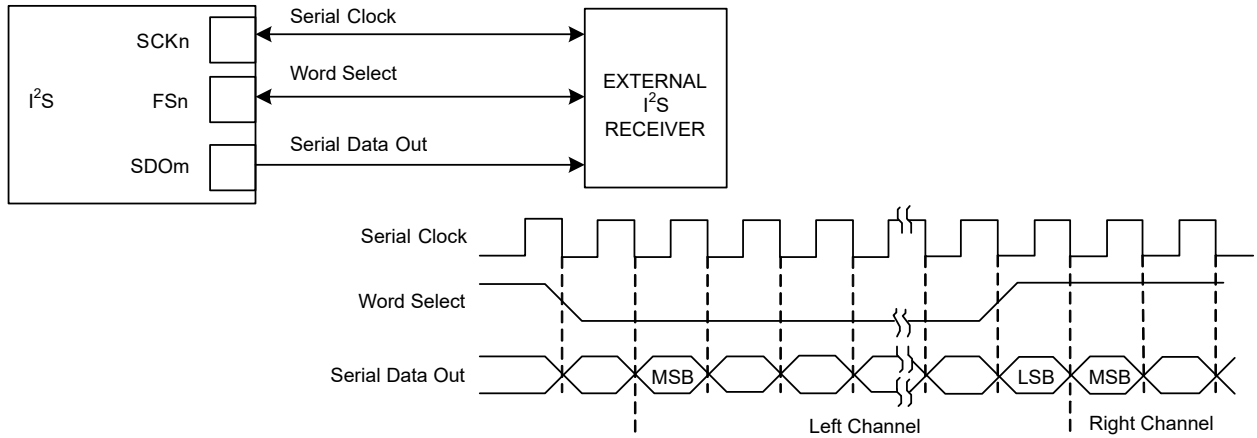 Serial Clock
SCKn
Word Select
I²S
FSn
EXTERNAL
I²S
RECEIVER
Serial Data Out
SDOm
Serial Clock
Word Select
Serial Data Out
MSB
LSB
MSB
Left Channel
Right Channel